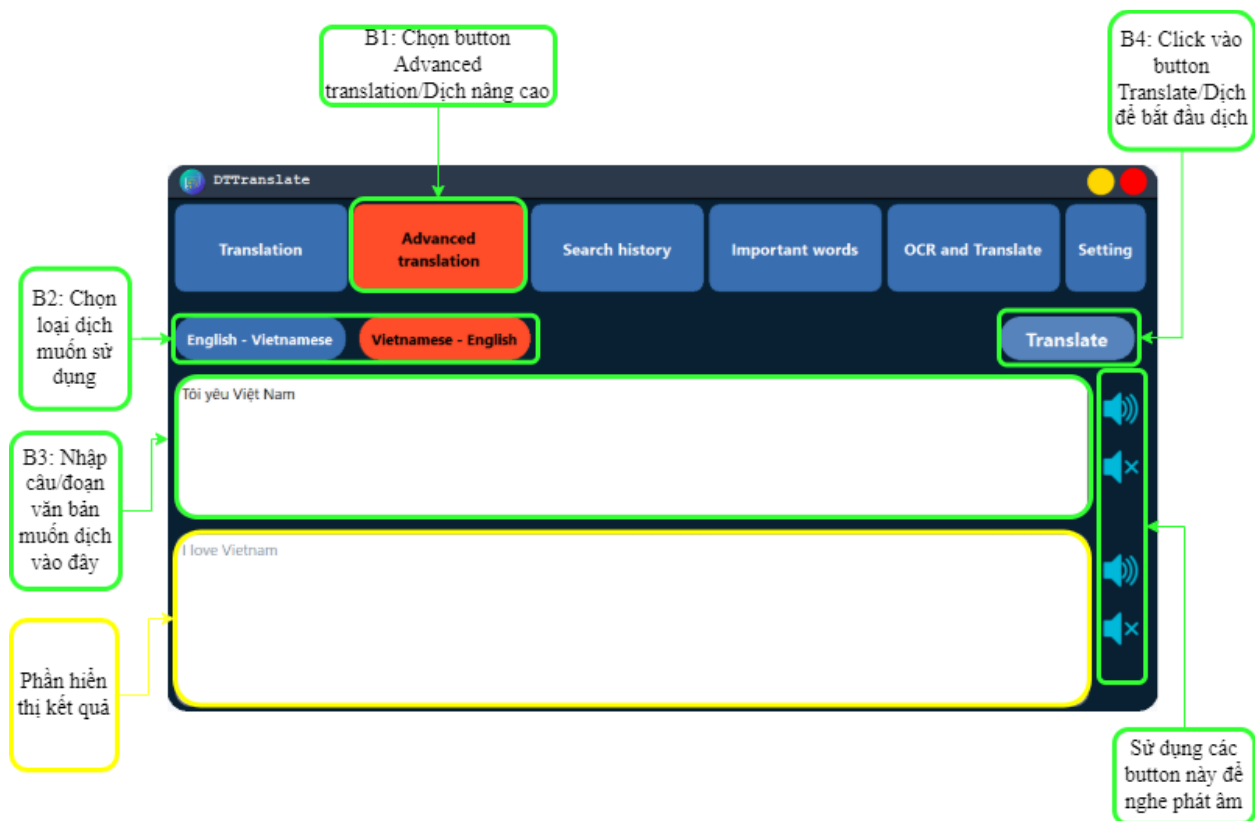 B1: Chọn button
Advanced
translation/Dịch nâng cao
B4: Click vào
button
Translate/Dịch
để bắt đầu dịch
DTTranslate
Translation
Advanced
translation
Search history
Important words
OCR and Translate
Setting
B2: Chọn
loại dịch
muốn sử
dụng
English - Vietnamese
Vietnamese - English
Translate
Tôi yêu Việt Nam
B3: Nhập
câu/đoạn
văn bản
muốn dịch
vào đây
I love Vietnam
Phần hiển
thị kết quả
Sử dụng các
button này để
nghe phát âm